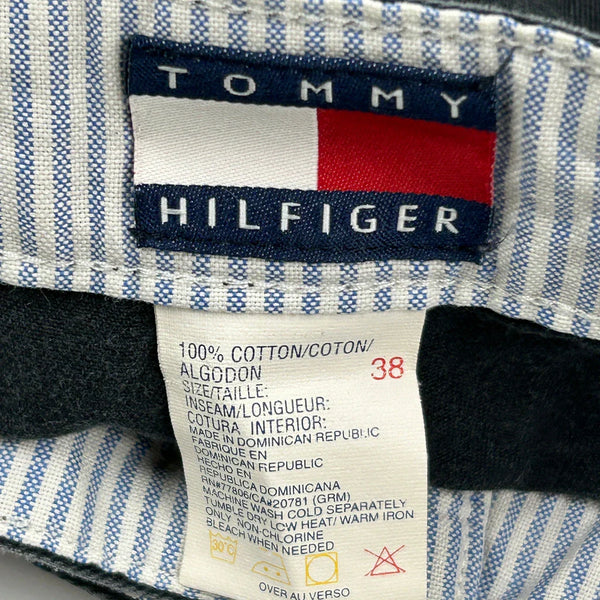 TOMMY
HILFIGER
100% COTTON/COTON/
ALGODON
38
SIZE/TAILLE:
INSEAM/LONGUEUR:
COTURA INTERIOR:
MADE IN DOMINICAN REPUBLIC
FABRIQUE EN
DOMINICAN REPUBLIC
HECHO EN
REPUBLICA DOMINICANA
RN#77806/CA#20781 (GRM)
MACHINE WASH COLD SEPARATELY
TUMBLE DRY LOW HEAT/ WARM IRON
ONLY NON-CLORINE
BLEACH WHEN NEEDED
30°C
OVER AU VERSO